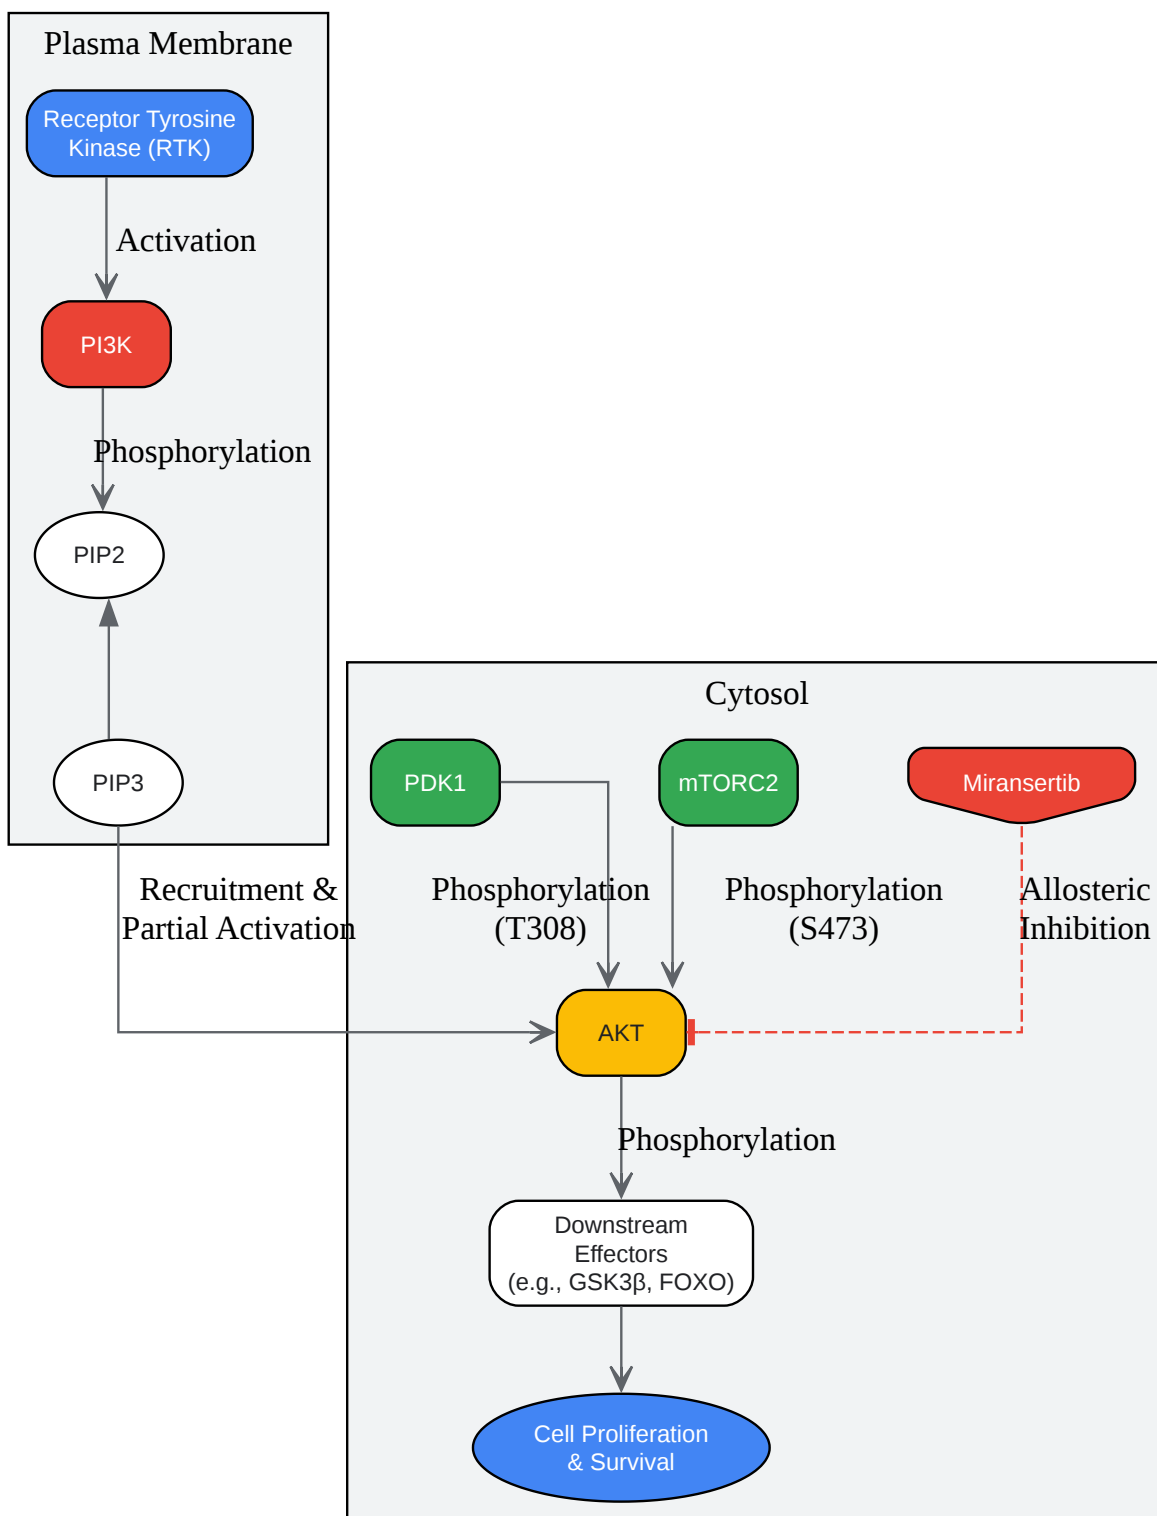 Plasma Membrane
Receptor Tyrosine
Kinase (RTK)
Activation
PI3K
Phosphorylation
PIP2
PIP3
Cytosol
PDK1
mTORC2
Miransertib
Recruitment &
Partial Activation
Phosphorylation
(T308)
Phosphorylation
(S473)
Allosteric
Inhibition
AKT
Phosphorylation
Downstream
Effectors
(e.g., GSK3β, FOXO)
Cell Proliferation
& Survival